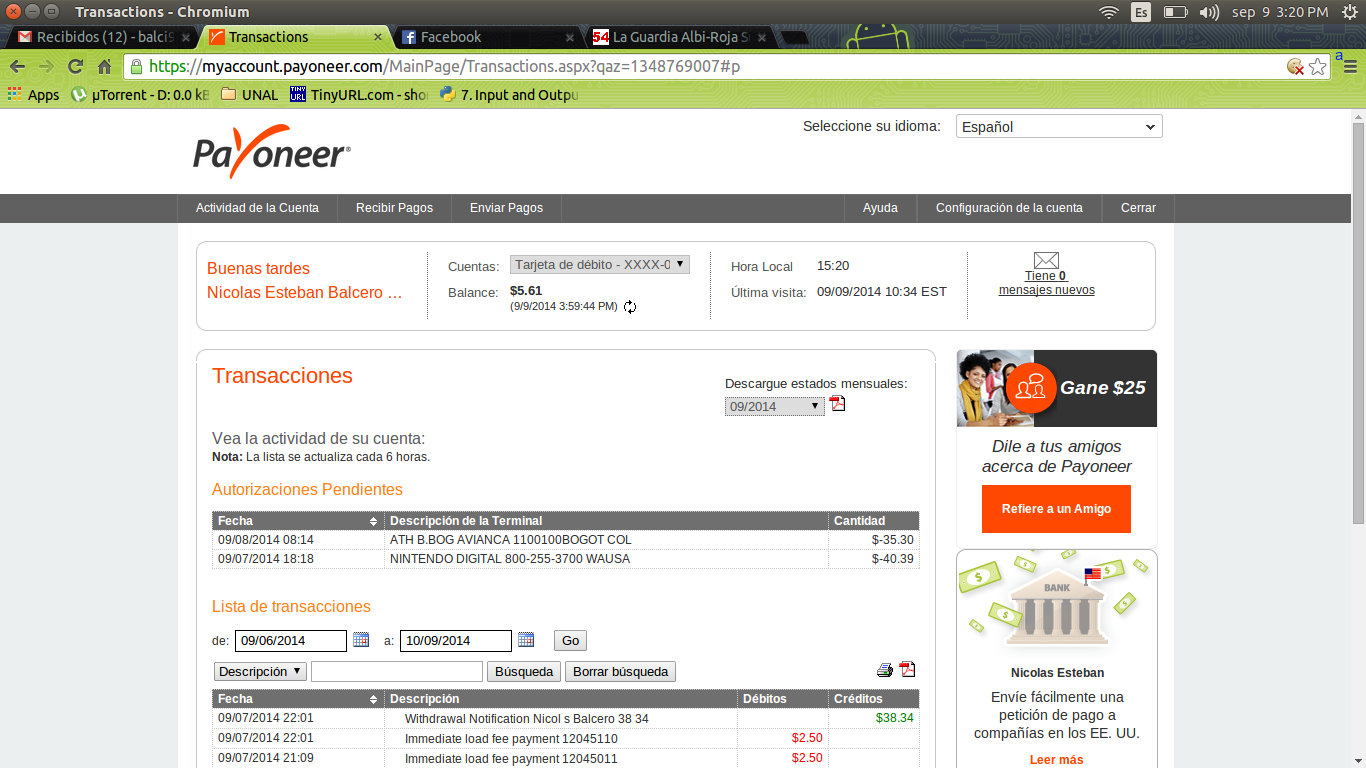 Transactions - Chromium
Es
sep 9 3:20 PM
Recibidos (12) - balci9
Transactions
Facebook
54 La Guardia Albi-Roja S
https://myaccount.payoneer.com/MainPage/Transactions.aspx?qaz=1348769007#p
a
Apps
µTorrent - D: 0.0 kB
UNAL
TINY URL
TinyURL.com - sho
7. Input and Outpu
Payoneer
Seleccione su idioma:
Español
Actividad de la Cuenta
Recibir Pagos
Enviar Pagos
Ayuda
Configuración de la cuenta
Cerrar
Buenas tardes
Nicolas Esteban Balcero ...
Cuentas: Tarjeta de débito - XXXX-0
Balance: $5.61
(9/9/2014 3:59:44 PM)
Hora Local 15:20
Última visita: 09/09/2014 10:34 EST
Tiene 0
mensajes nuevos
Transacciones
Descargue estados mensuales:
09/2014
Vea la actividad de su cuenta:
Nota: La lista se actualiza cada 6 horas.
Autorizaciones Pendientes
Fecha Descripción de la Terminal Cantidad
09/08/2014 08:14 ATH B.BOG AVIANCA 1100100BOGOT COL $-35.30
09/07/2014 18:18 NINTENDO DIGITAL 800-255-3700 WAUSA $-40.39
Lista de transacciones
de: 09/06/2014 a: 10/09/2014 Go
Descripción Búsqueda Borrar búsqueda
Fecha Descripción Débitos Créditos
09/07/2014 22:01 Withdrawal Notification Nicol s Balcero 38 34 $38.34
09/07/2014 22:01 Immediate load fee payment 12045110 $2.50
09/07/2014 21:09 Immediate load fee payment 12045011 $2.50
Gane $25
Dile a tus amigos
acerca de Payoneer
Refiere a un Amigo
BANK
Nicolas Esteban
Envíe fácilmente una
petición de pago a
compañías en los EE. UU.
Leer más